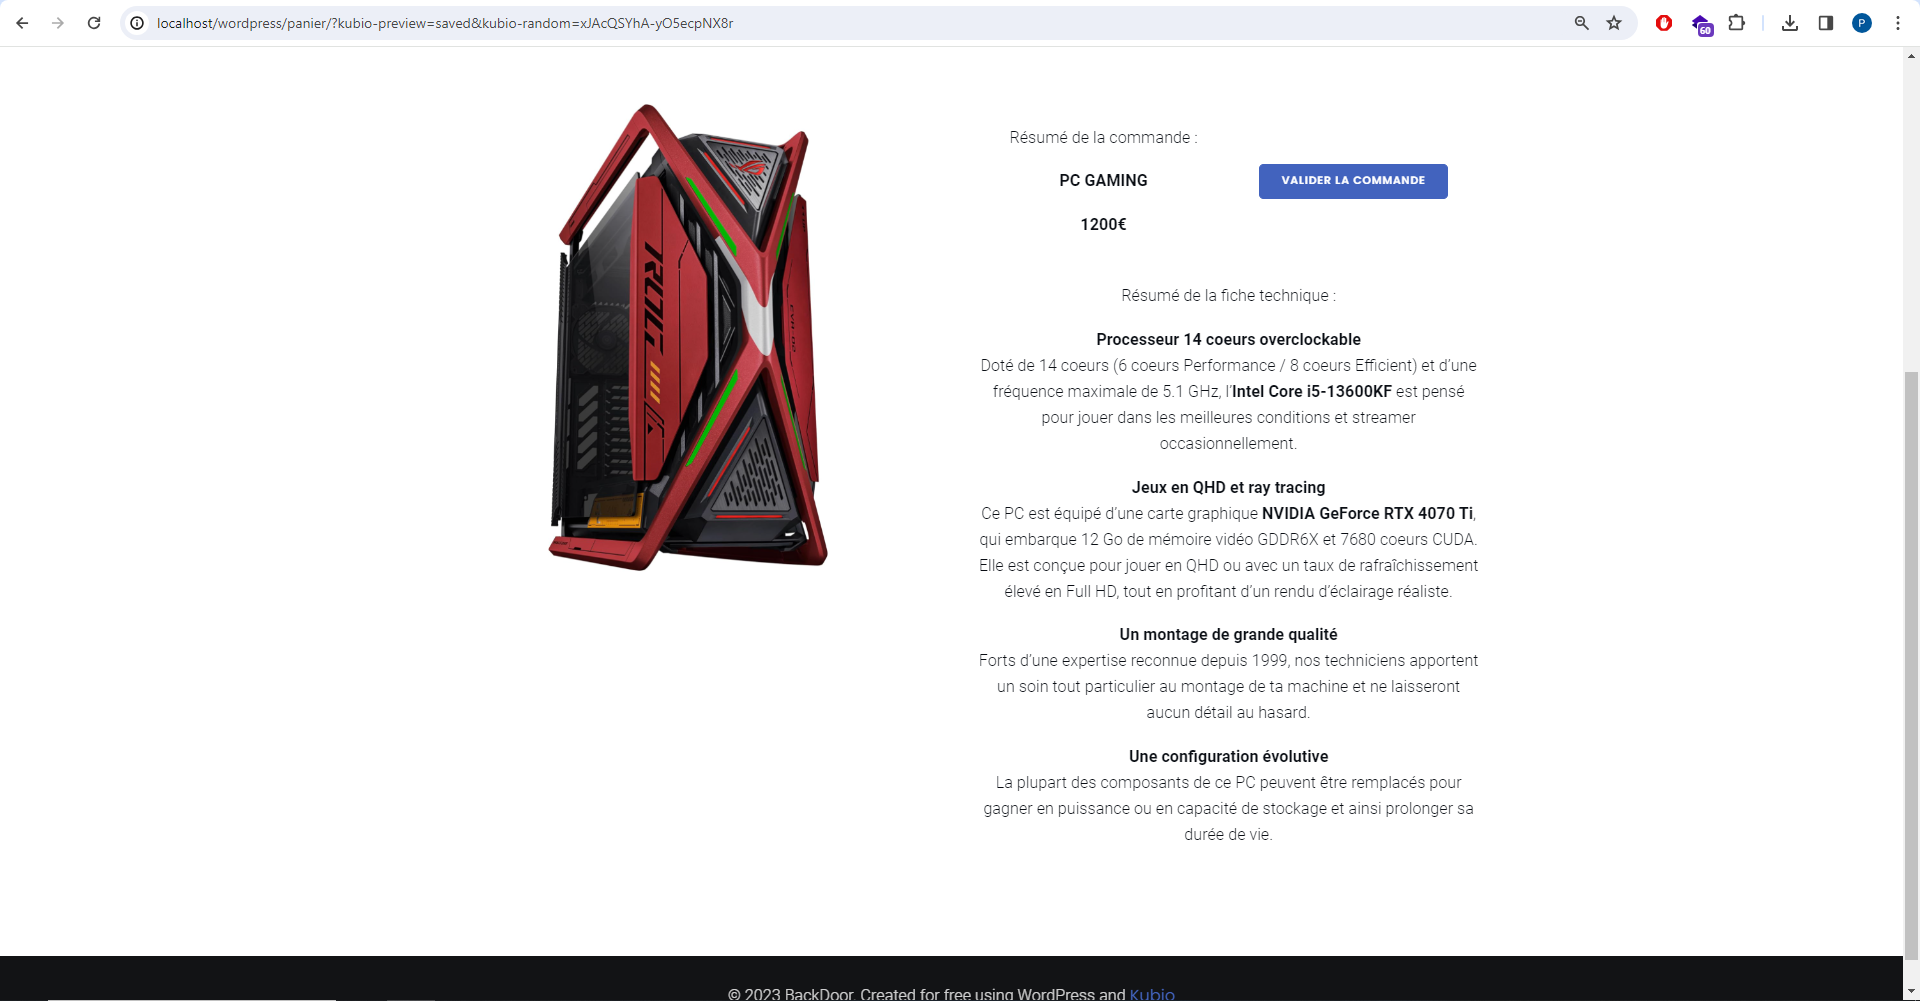 localhost/wordpress/panier/?kubio-preview=saved&kubio-random=xJAcQSYhA-yO5ecpNX8r
60
P
Résumé de la commande :
PC GAMING
VALIDER LA COMMANDE
1200€
Résumé de la fiche technique :
Processeur 14 coeurs overclockable
Doté de 14 coeurs (6 coeurs Performance / 8 coeurs Efficient) et d’une
fréquence maximale de 5.1 GHz, l’Intel Core i5-13600KF est pensé
pour jouer dans les meilleures conditions et streamer
occasionnellement.
Jeux en QHD et ray tracing
Ce PC est équipé d’une carte graphique NVIDIA GeForce RTX 4070 Ti,
qui embarque 12 Go de mémoire vidéo GDDR6X et 7680 coeurs CUDA.
Elle est conçue pour jouer en QHD ou avec un taux de rafraîchissement
élevé en Full HD, tout en profitant d’un rendu d’éclairage réaliste.
Un montage de grande qualité
Forts d’une expertise reconnue depuis 1999, nos techniciens apportent
un soin tout particulier au montage de ta machine et ne laisseront
aucun détail au hasard.
Une configuration évolutive
La plupart des composants de ce PC peuvent être remplacés pour
gagner en puissance ou en capacité de stockage et ainsi prolonger sa
durée de vie.
© 2023 BackDoor. Created for free using WordPress and Kubio